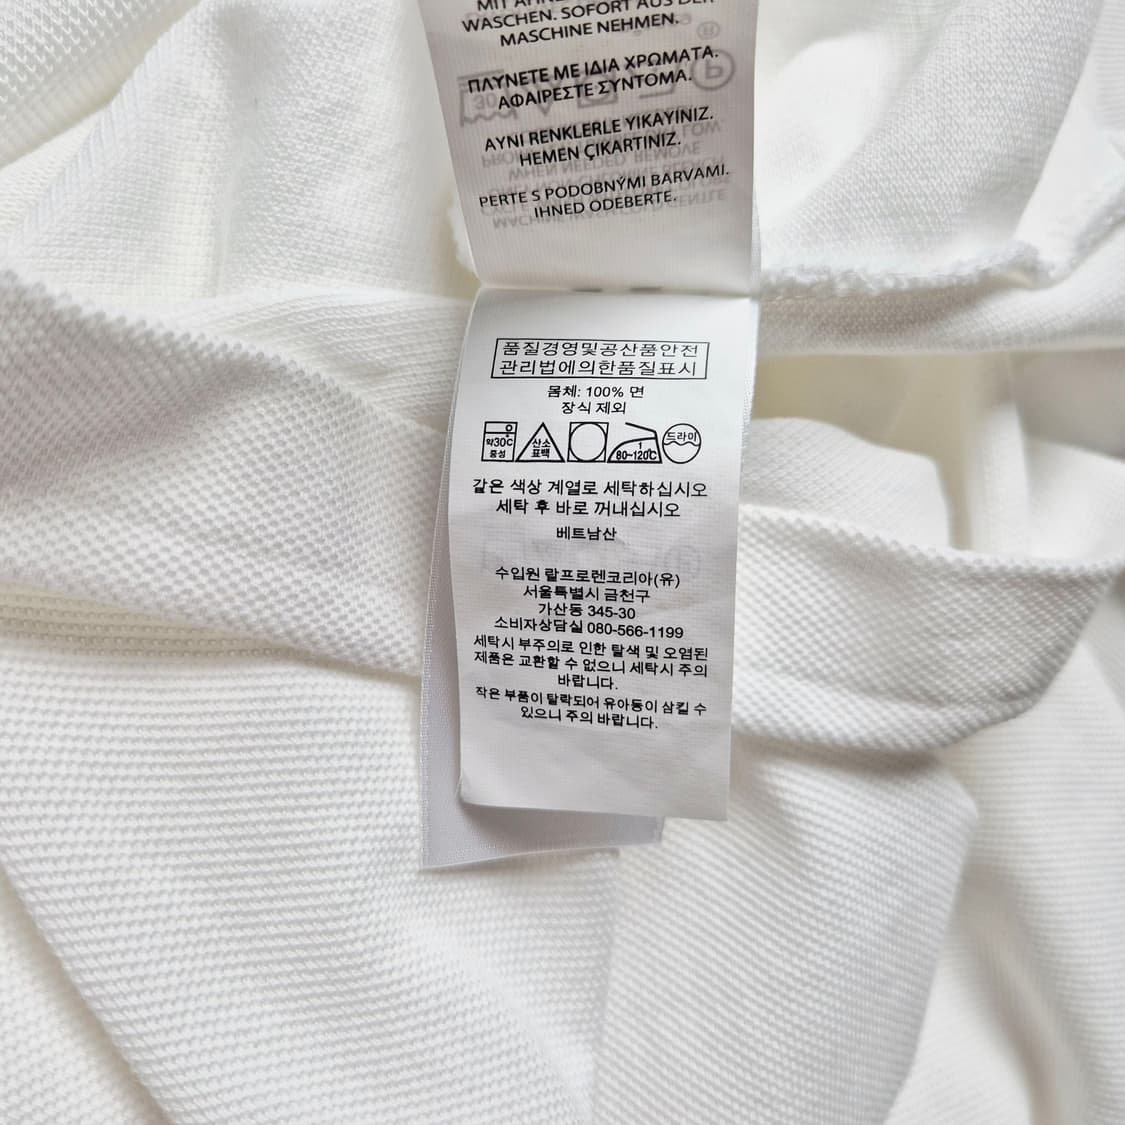 MIT ÄHNL
WASCHEN. SOFORT AUS DER
MASCHINE NEHMEN.
ΠΛΥΝΕΤΕ ΜΕ ΙΔΙΑ ΧΡΩΜΑΤΑ.
ΑΦΑΙΡΕΣΤΕ ΣΥΝΤΟΜΑ.
AYNI RENKLERLE YIKAYINIZ.
HEMEN ÇIKARTINIZ.
PERTE S PODOBNÝMI BARVAMI.
IHNED ODEBERTE.
품질경영및공산품안전
관리법에의한품질표시
몸체: 100% 면
장식 제외
약30℃ 중성 산소 표백 1 80~120℃ 드라이
같은 색상 계열로 세탁하십시오
세탁 후 바로 꺼내십시오
베트남산
수입원 랄프로렌코리아(유)
서울특별시 금천구
가산동 345-30
소비자상담실 080-566-1199
세탁시 부주의로 인한 탈색 및 오염된
제품은 교환할 수 없으니 세탁시 주의
바랍니다.
작은 부품이 탈락되어 유아동이 삼킬 수
있으니 주의 바랍니다.